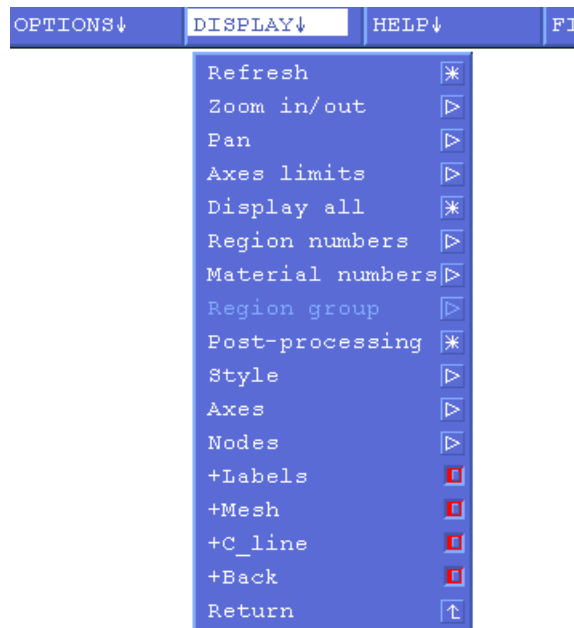 OPTIONS↓ DISPLAY↓ HELP↓ FI
Refresh
Zoom in/out
Pan
Axes limits
Display all
Region numbers
Material numbers
Region group
Post-processing
Style
Axes
Nodes
+Labels
+Mesh
+C_line
+Back
Return